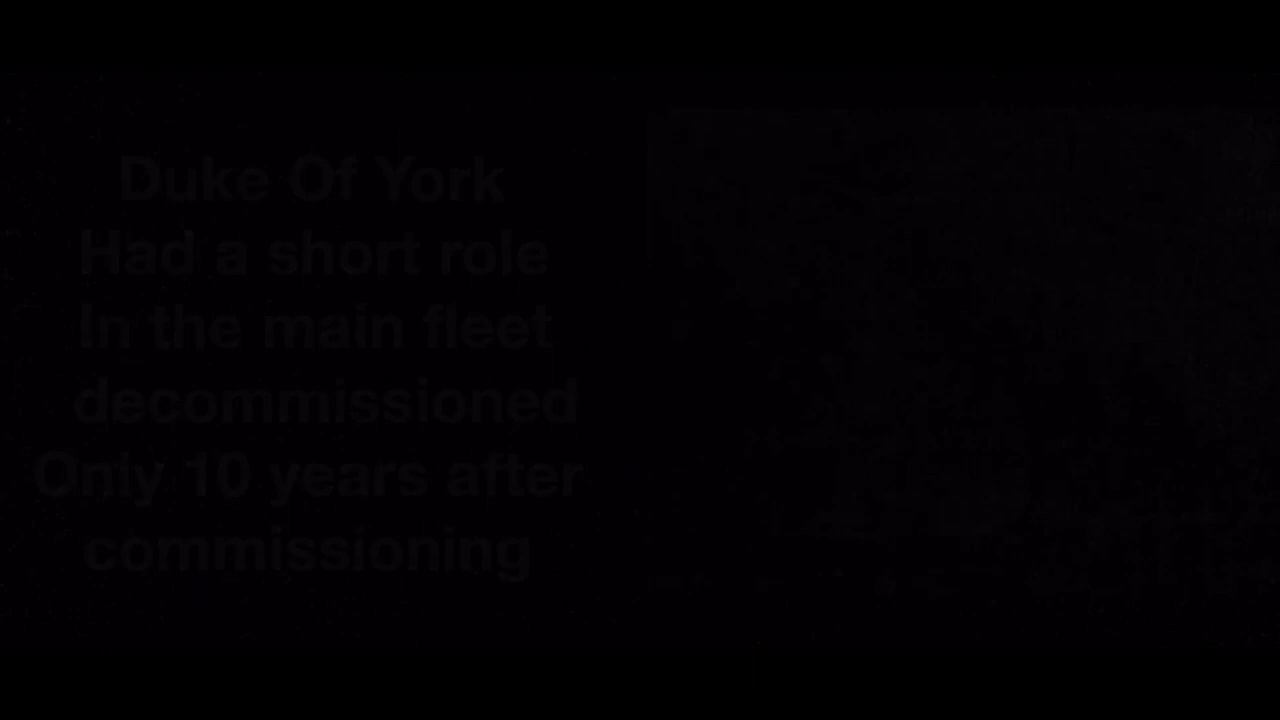 Duke Of York
Had a short role
In the main fleet
decommissioned
Only 10 years after
commissioning